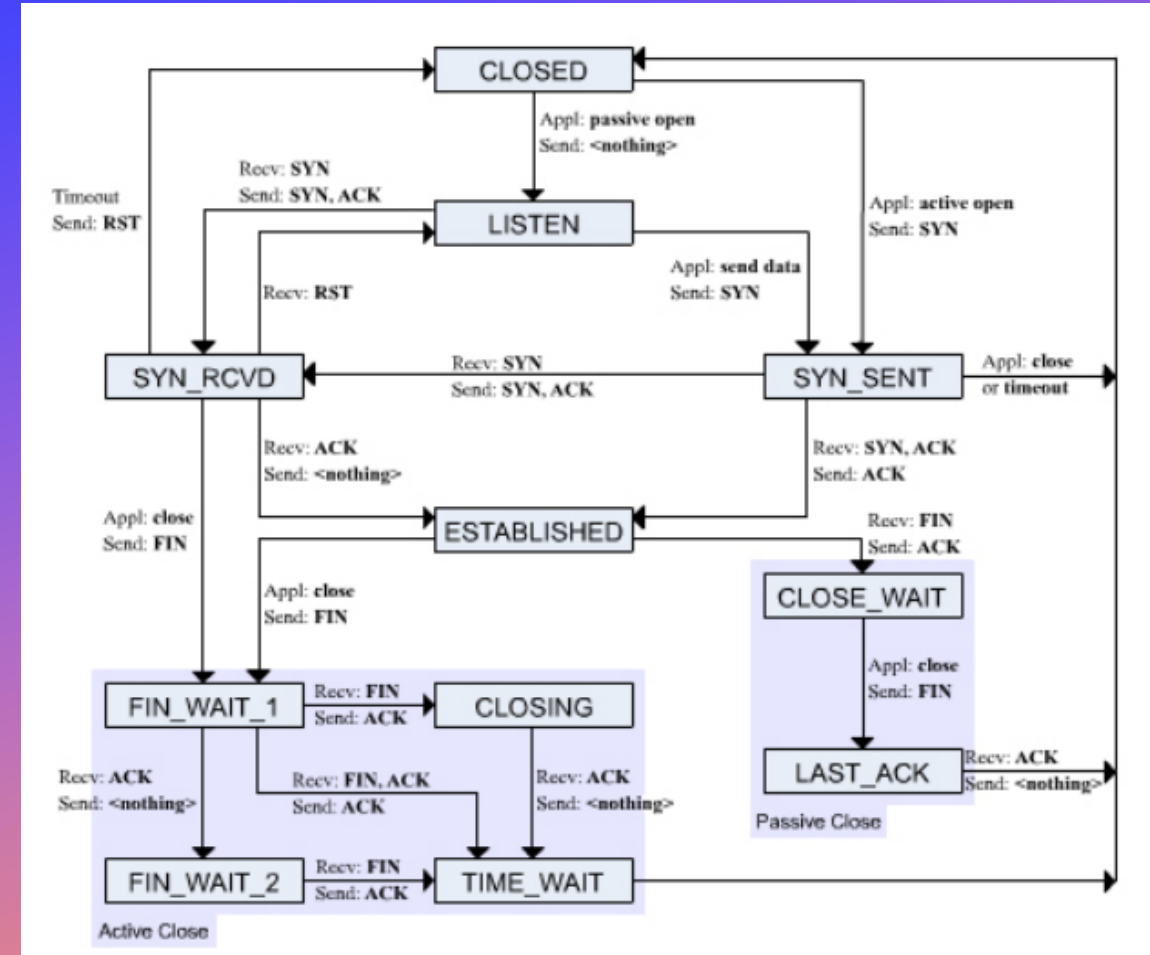 CLOSED
Appl: passive open
Send: <nothing>
Recv: SYN
Send: SYN, ACK
Timeout
Send: RST
LISTEN
Appl: active open
Send: SYN
Appl: send data
Send: SYN
Recv: RST
SYN_RCVD
Recv: SYN
Send: SYN, ACK
SYN_SENT
Appl: close
or timeout
Recv: ACK
Send: <nothing>
Recv: SYN, ACK
Send: ACK
Appl: close
Send: FIN
ESTABLISHED
Recv: FIN
Send: ACK
Appl: close
Send: FIN
CLOSE_WAIT
Appl: close
Send: FIN
FIN_WAIT_1
Recv: FIN
Send: ACK
CLOSING
Recv: ACK
Send: <nothing>
Recv: FIN, ACK
Send: ACK
Recv: ACK
Send: <nothing>
LAST_ACK
Recv: ACK
Send: <nothing>
Passive Close
FIN_WAIT_2
Recv: FIN
Send: ACK
TIME_WAIT
Active Close